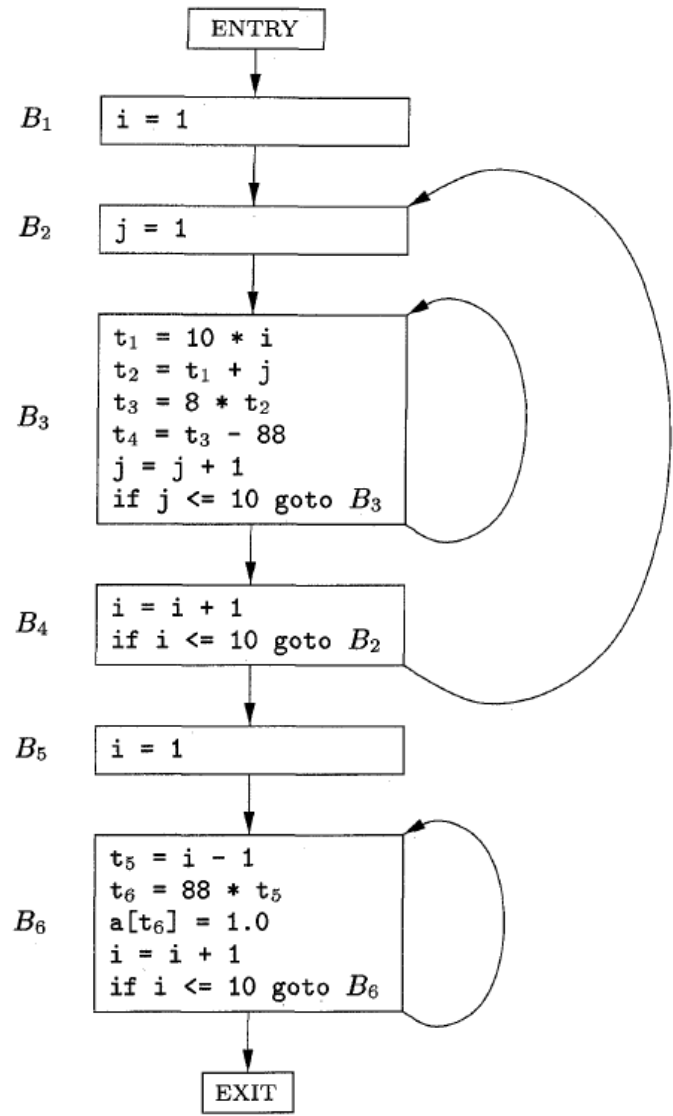 ENTRY
B₁ i = 1
B₂ j = 1
t₁ = 10 * i
t₂ = t₁ + j
t₃ = 8 * t₂
B₃ t₄ = t₃ - 88
j = j + 1
if j <= 10 goto B₃
B₄ i = i + 1
if i <= 10 goto B₂
B₅ i = 1
t₅ = i - 1
t₆ = 88 * t₅
B₆ a[t₆] = 1.0
i = i + 1
if i <= 10 goto B₆
EXIT